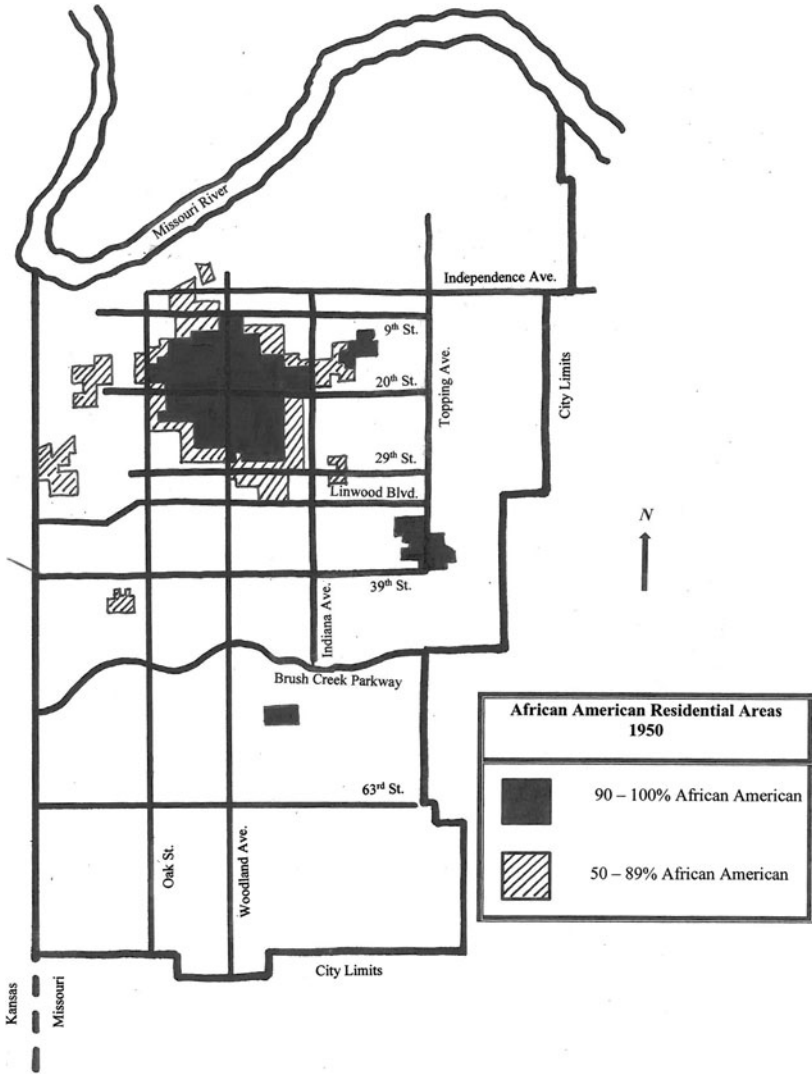 Missouri River
Independence Ave.
9th St.
20th St.
Topping Ave.
City Limits
29th St.
Linwood Blvd.
N
39th St.
Indiana Ave.
Brush Creek Parkway
African American Residential Areas
1950
90 – 100% African American
50 – 89% African American
63rd St.
Oak St.
Woodland Ave.
City Limits
Kansas
Missouri